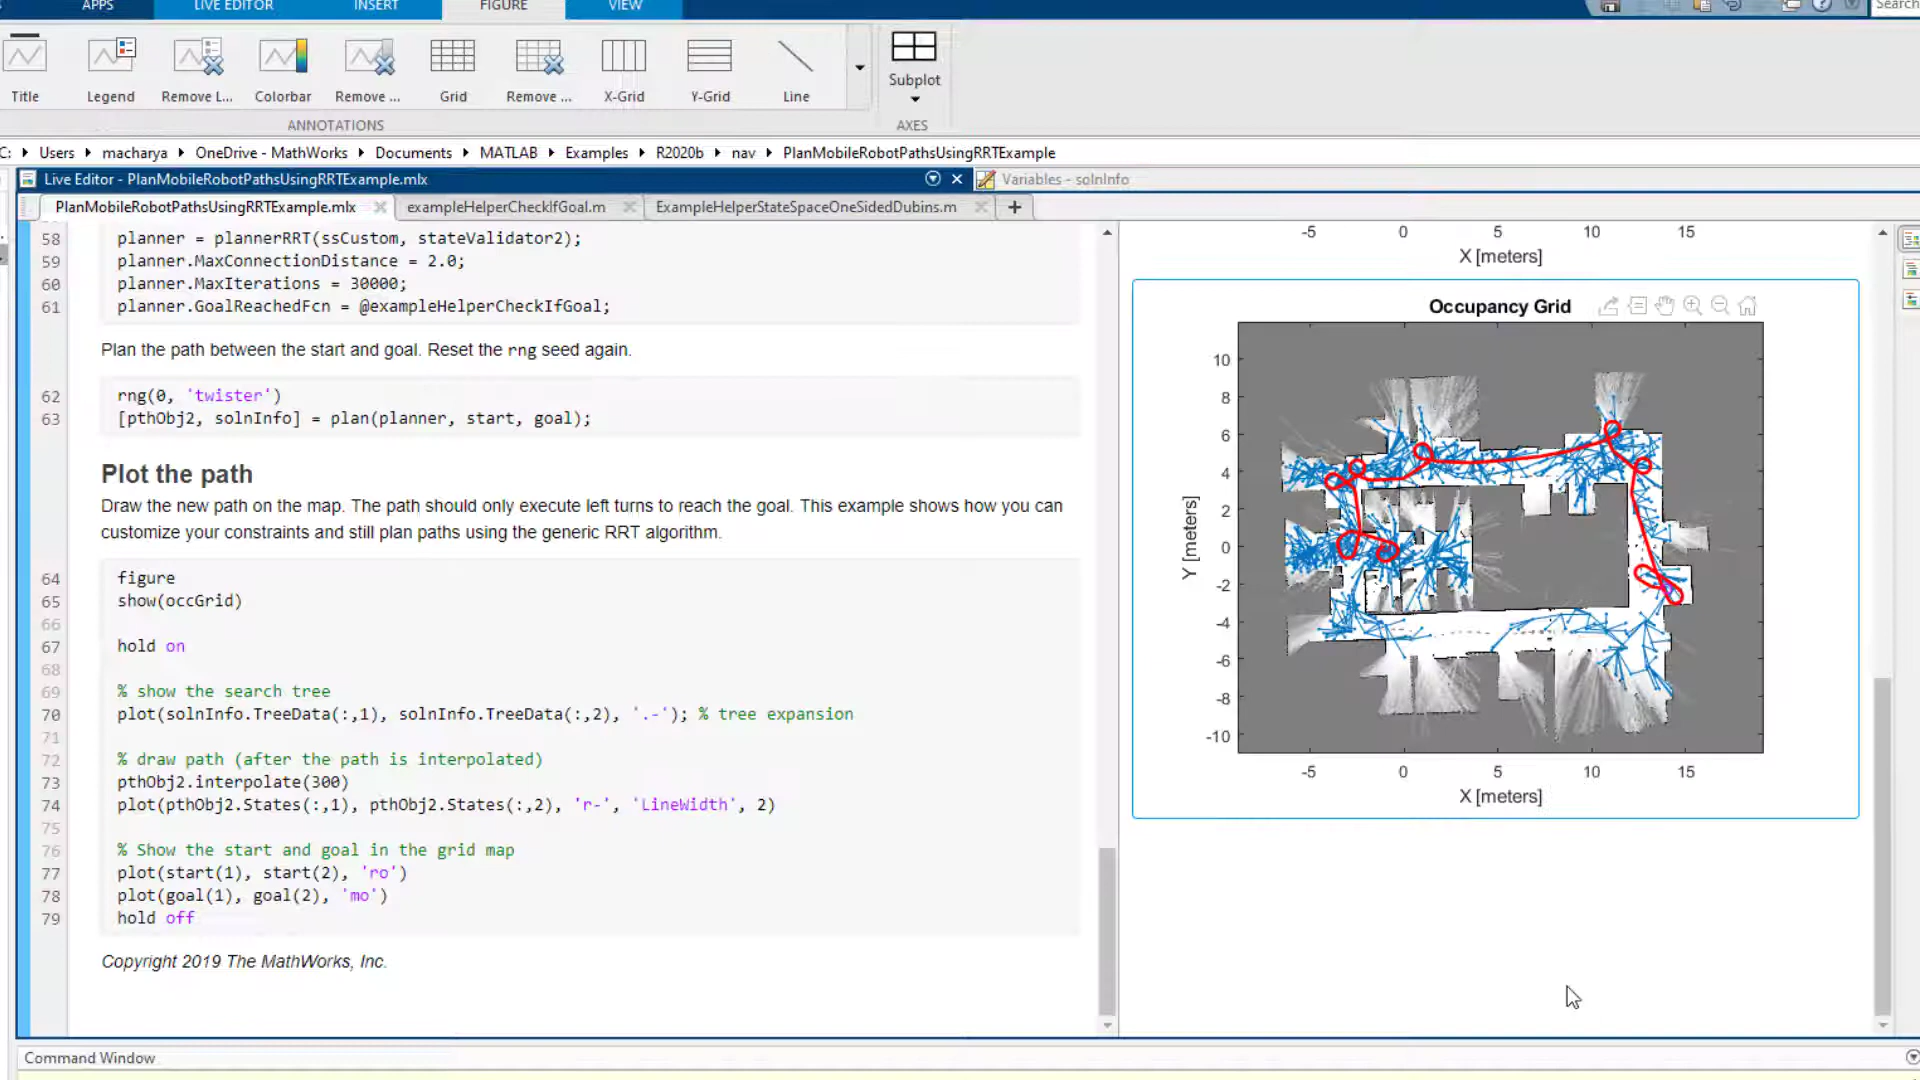 APPS LIVE EDITOR INSERT FIGURE VIEW
Search
Title Legend Remove L... Colorbar Remove ... Grid Remove ... X-Grid Y-Grid Line Subplot
ANNOTATIONS AXES
C: Users macharya OneDrive - MathWorks Documents MATLAB Examples R2020b nav PlanMobileRobotPathsUsingRRTExample
Live Editor - PlanMobileRobotPathsUsingRRTExample.mlx
Variables - solnInfo
PlanMobileRobotPathsUsingRRTExample.mlx exampleHelperCheckIfGoal.m ExampleHelperStateSpaceOneSidedDubins.m +
58 planner = plannerRRT(ssCustom, stateValidator2);
59 planner.MaxConnectionDistance = 2.0;
60 planner.MaxIterations = 30000;
61 planner.GoalReachedFcn = @exampleHelperCheckIfGoal;
Plan the path between the start and goal. Reset the rng seed again.
62 rng(0, 'twister')
63 [pthObj2, solnInfo] = plan(planner, start, goal);
Plot the path
Draw the new path on the map. The path should only execute left turns to reach the goal. This example shows how you can
customize your constraints and still plan paths using the generic RRT algorithm.
64 figure
65 show(occGrid)
66
67 hold on
68
69 % show the search tree
70 plot(solnInfo.TreeData(:,1), solnInfo.TreeData(:,2), '.-'); % tree expansion
71
72 % draw path (after the path is interpolated)
73 pthObj2.interpolate(300)
74 plot(pthObj2.States(:,1), pthObj2.States(:,2), 'r-', 'LineWidth', 2)
75
76 % Show the start and goal in the grid map
77 plot(start(1), start(2), 'ro')
78 plot(goal(1), goal(2), 'mo')
79 hold off
Copyright 2019 The MathWorks, Inc.
-5 0 5 10 15
X [meters]
Occupancy Grid
10
8
6
4
2
0
-2
-4
-6
-8
-10
Y [meters]
-5 0 5 10 15
X [meters]
Command Window